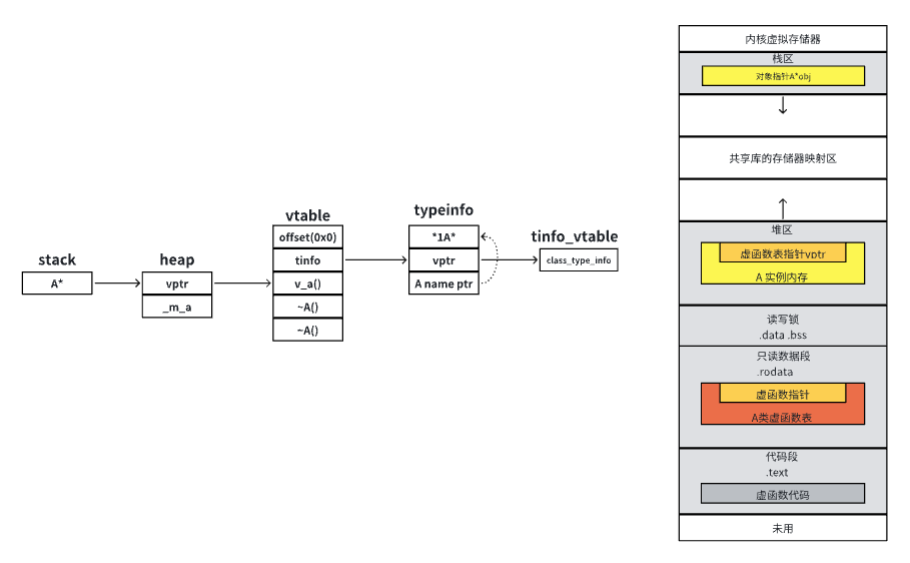 stack
A*
heap
vptr
_m_a
vtable
offset(0x0)
tinfo
v_a()
~A()
~A()
typeinfo
*1A*
vptr
A name ptr
tinfo_vtable
class_type_info
内核虚拟存储器
栈区
对象指针A*obj
共享库的存储器映射区
堆区
虚函数表指针vptr
A 实例内存
读写锁
.data .bss
只读数据段
.rodata
虚函数指针
A类虚函数表
代码段
.text
虚函数代码
未用